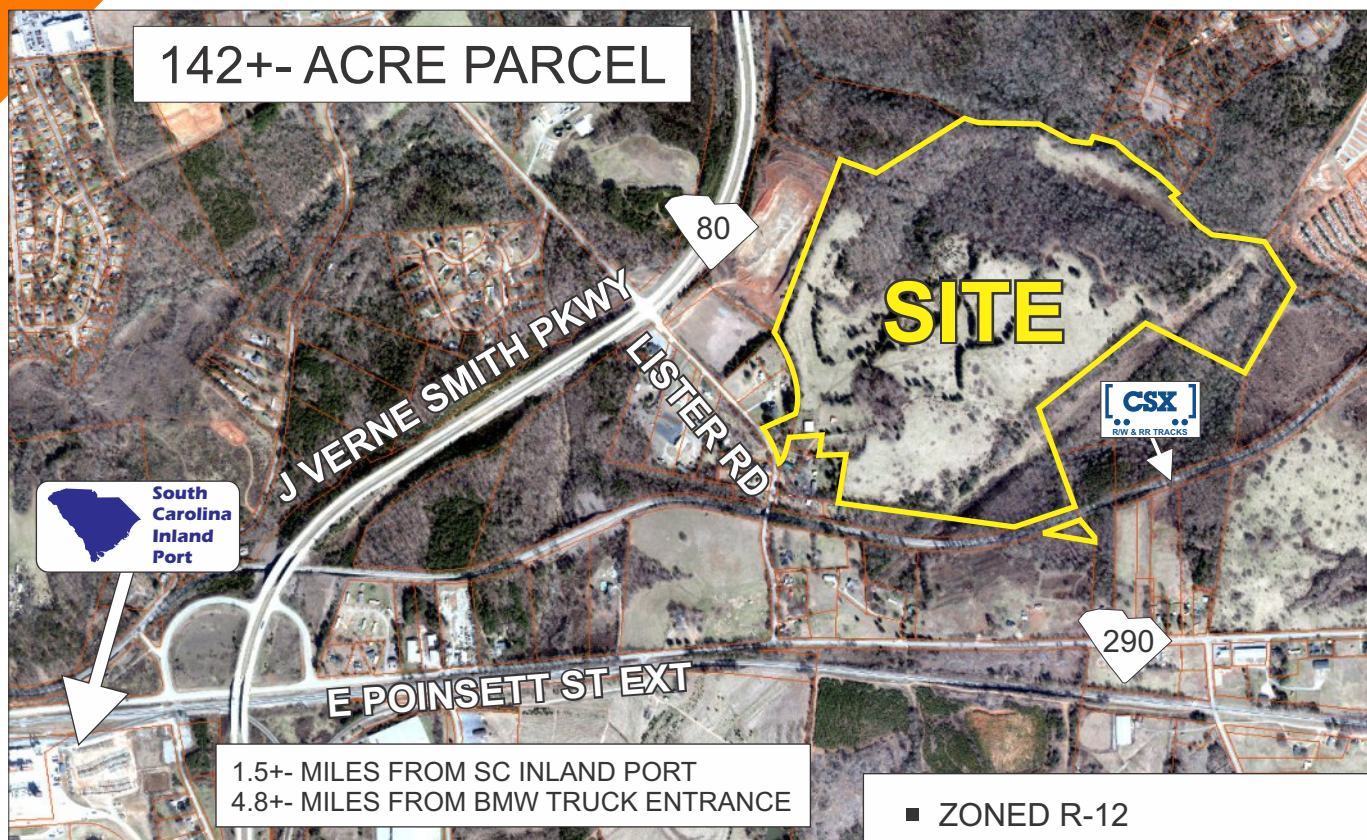 142+- ACRE PARCEL
80
SITE
J VERNE SMITH PKWY
LISTER RD
CSX
R/W & RR TRACKS
South
Carolina
Inland
Port
290
E POINSETT ST EXT
1.5+- MILES FROM SC INLAND PORT
4.8+- MILES FROM BMW TRUCK ENTRANCE
▪ ZONED R-12